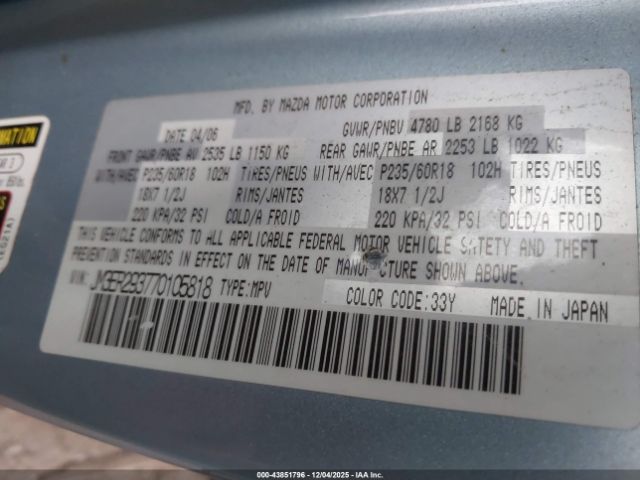 MFD. BY MAZDA MOTOR CORPORATION
DATE 04/06 GVWR/PNBV 4780 LB 2168 KG
FRONT GAWR/PNBE AV 2535 LB 1150 KG REAR GAWR/PNBE AR 2253 LB 1022 KG
WITH/AVEC P235/60R18 102H TIRES/PNEUS WITH/AVEC P235/60R18 102H TIRES/PNEUS
18X7 1/2J RIMS/JANTES 18X7 1/2J RIMS/JANTES
220 KPA/32 PSI COLD/A FROID 220 KPA/32 PSI COLD/A FROID
THIS VEHICLE CONFORMS TO ALL APPLICABLE FEDERAL MOTOR VEHICLE SAFETY AND THEFT
PREVENTION STANDARDS IN EFFECT ON THE DATE OF MANUFACTURE SHOWN ABOVE.
VIN: JM3ER293770105818 TYPE:MPV
COLOR CODE:33Y MADE IN JAPAN
000-43851796 - 12/04/2025 - IAAI.COM